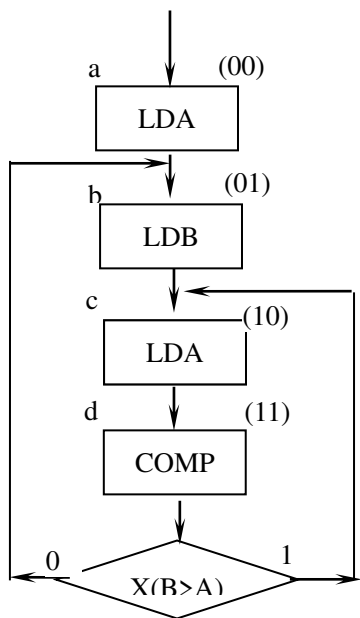 a (00)
LDA
b (01)
LDB
c (10)
LDA
d (11)
COMP
0 1
X(B>A)